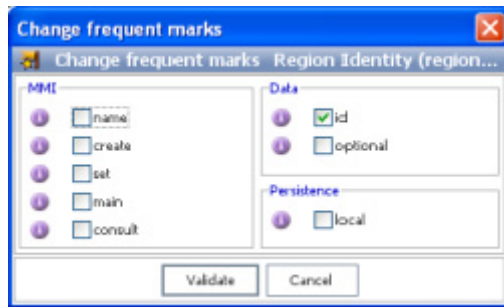 Change frequent marks
Change frequent marks Region Identity (region...
MMI
name
create
set
main
consult
Data
id
optional
Persistence
local
Validate
Cancel